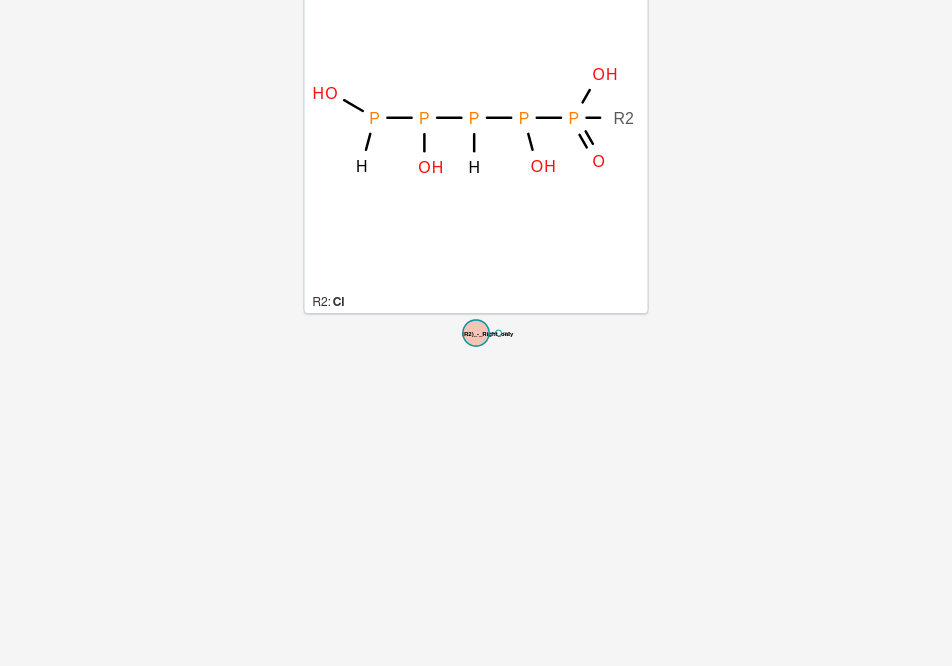 OH
HO
P P P P P R2
H OH H OH O
R2: Cl
R2)_-_Right_only